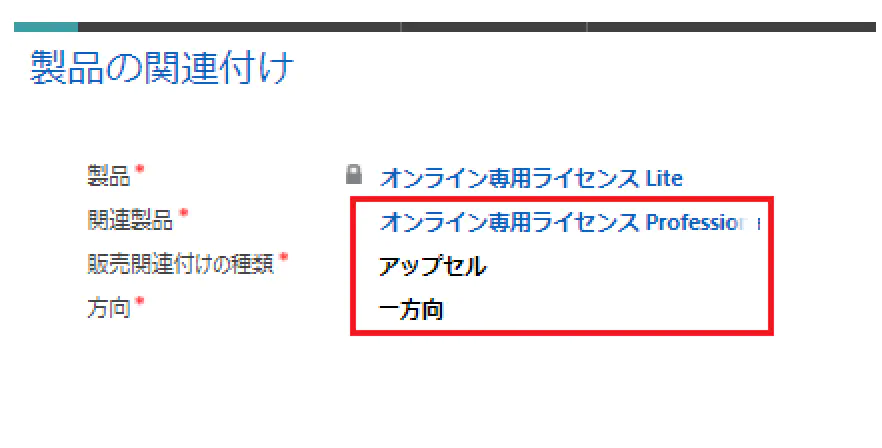 製品の関連付け
製品* オンライン専用ライセンス Lite
関連製品* オンライン専用ライセンス Profession
販売関連付けの種類* アップセル
方向* 一方向